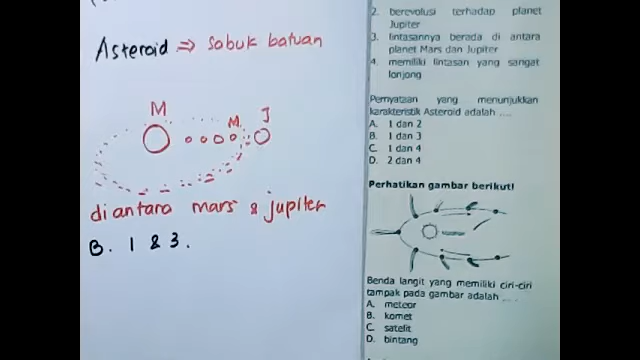 Asteroid => sabuk batuan
M
M
J
diantara mars & jupiter
B. 1 & 3.
2. berevolusi terhadap planet
Jupiter
3. lintasannya berada di antara
planet Mars dan Jupiter
4. memiliki lintasan yang sangat
lonjong
Pernyataan yang menunjukkan
karakteristik Asteroid adalah ....
A. 1 dan 2
B. 1 dan 3
C. 1 dan 4
D. 2 dan 4
Perhatikan gambar berikut!
Benda langit yang memiliki ciri-ciri
tampak pada gambar adalah ....
A. meteor
B. komet
C. satelit
D. bintang